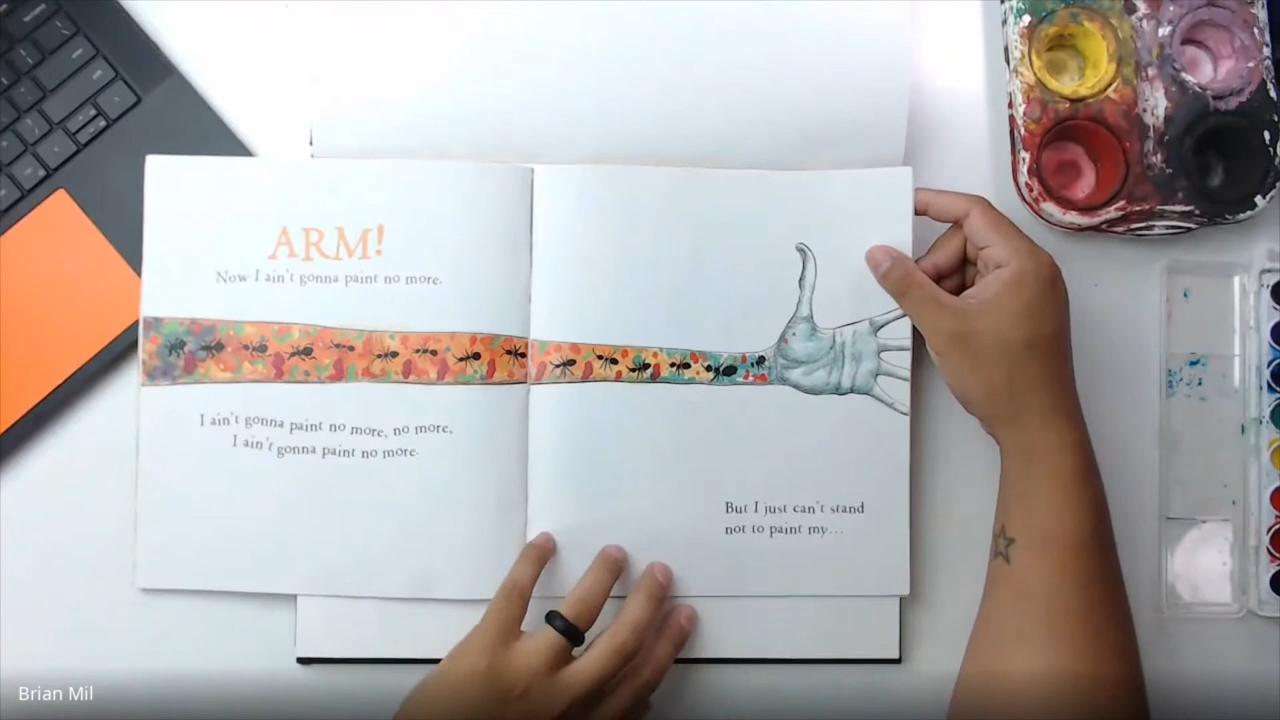 ARM!
Now I ain't gonna paint no more.
I ain't gonna paint no more, no more,
I ain't gonna paint no more.
But I just can't stand
not to paint my...
Brian Mil